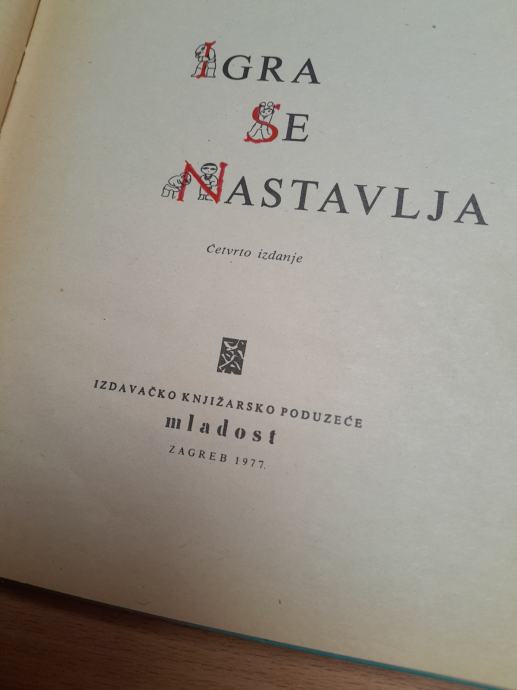 IGRA
SE
NASTAVLJA
Četvrto izdanje
IZDAVAČKO KNJIŽARSKO PODUZEĆE
mladost
ZAGREB 1977.